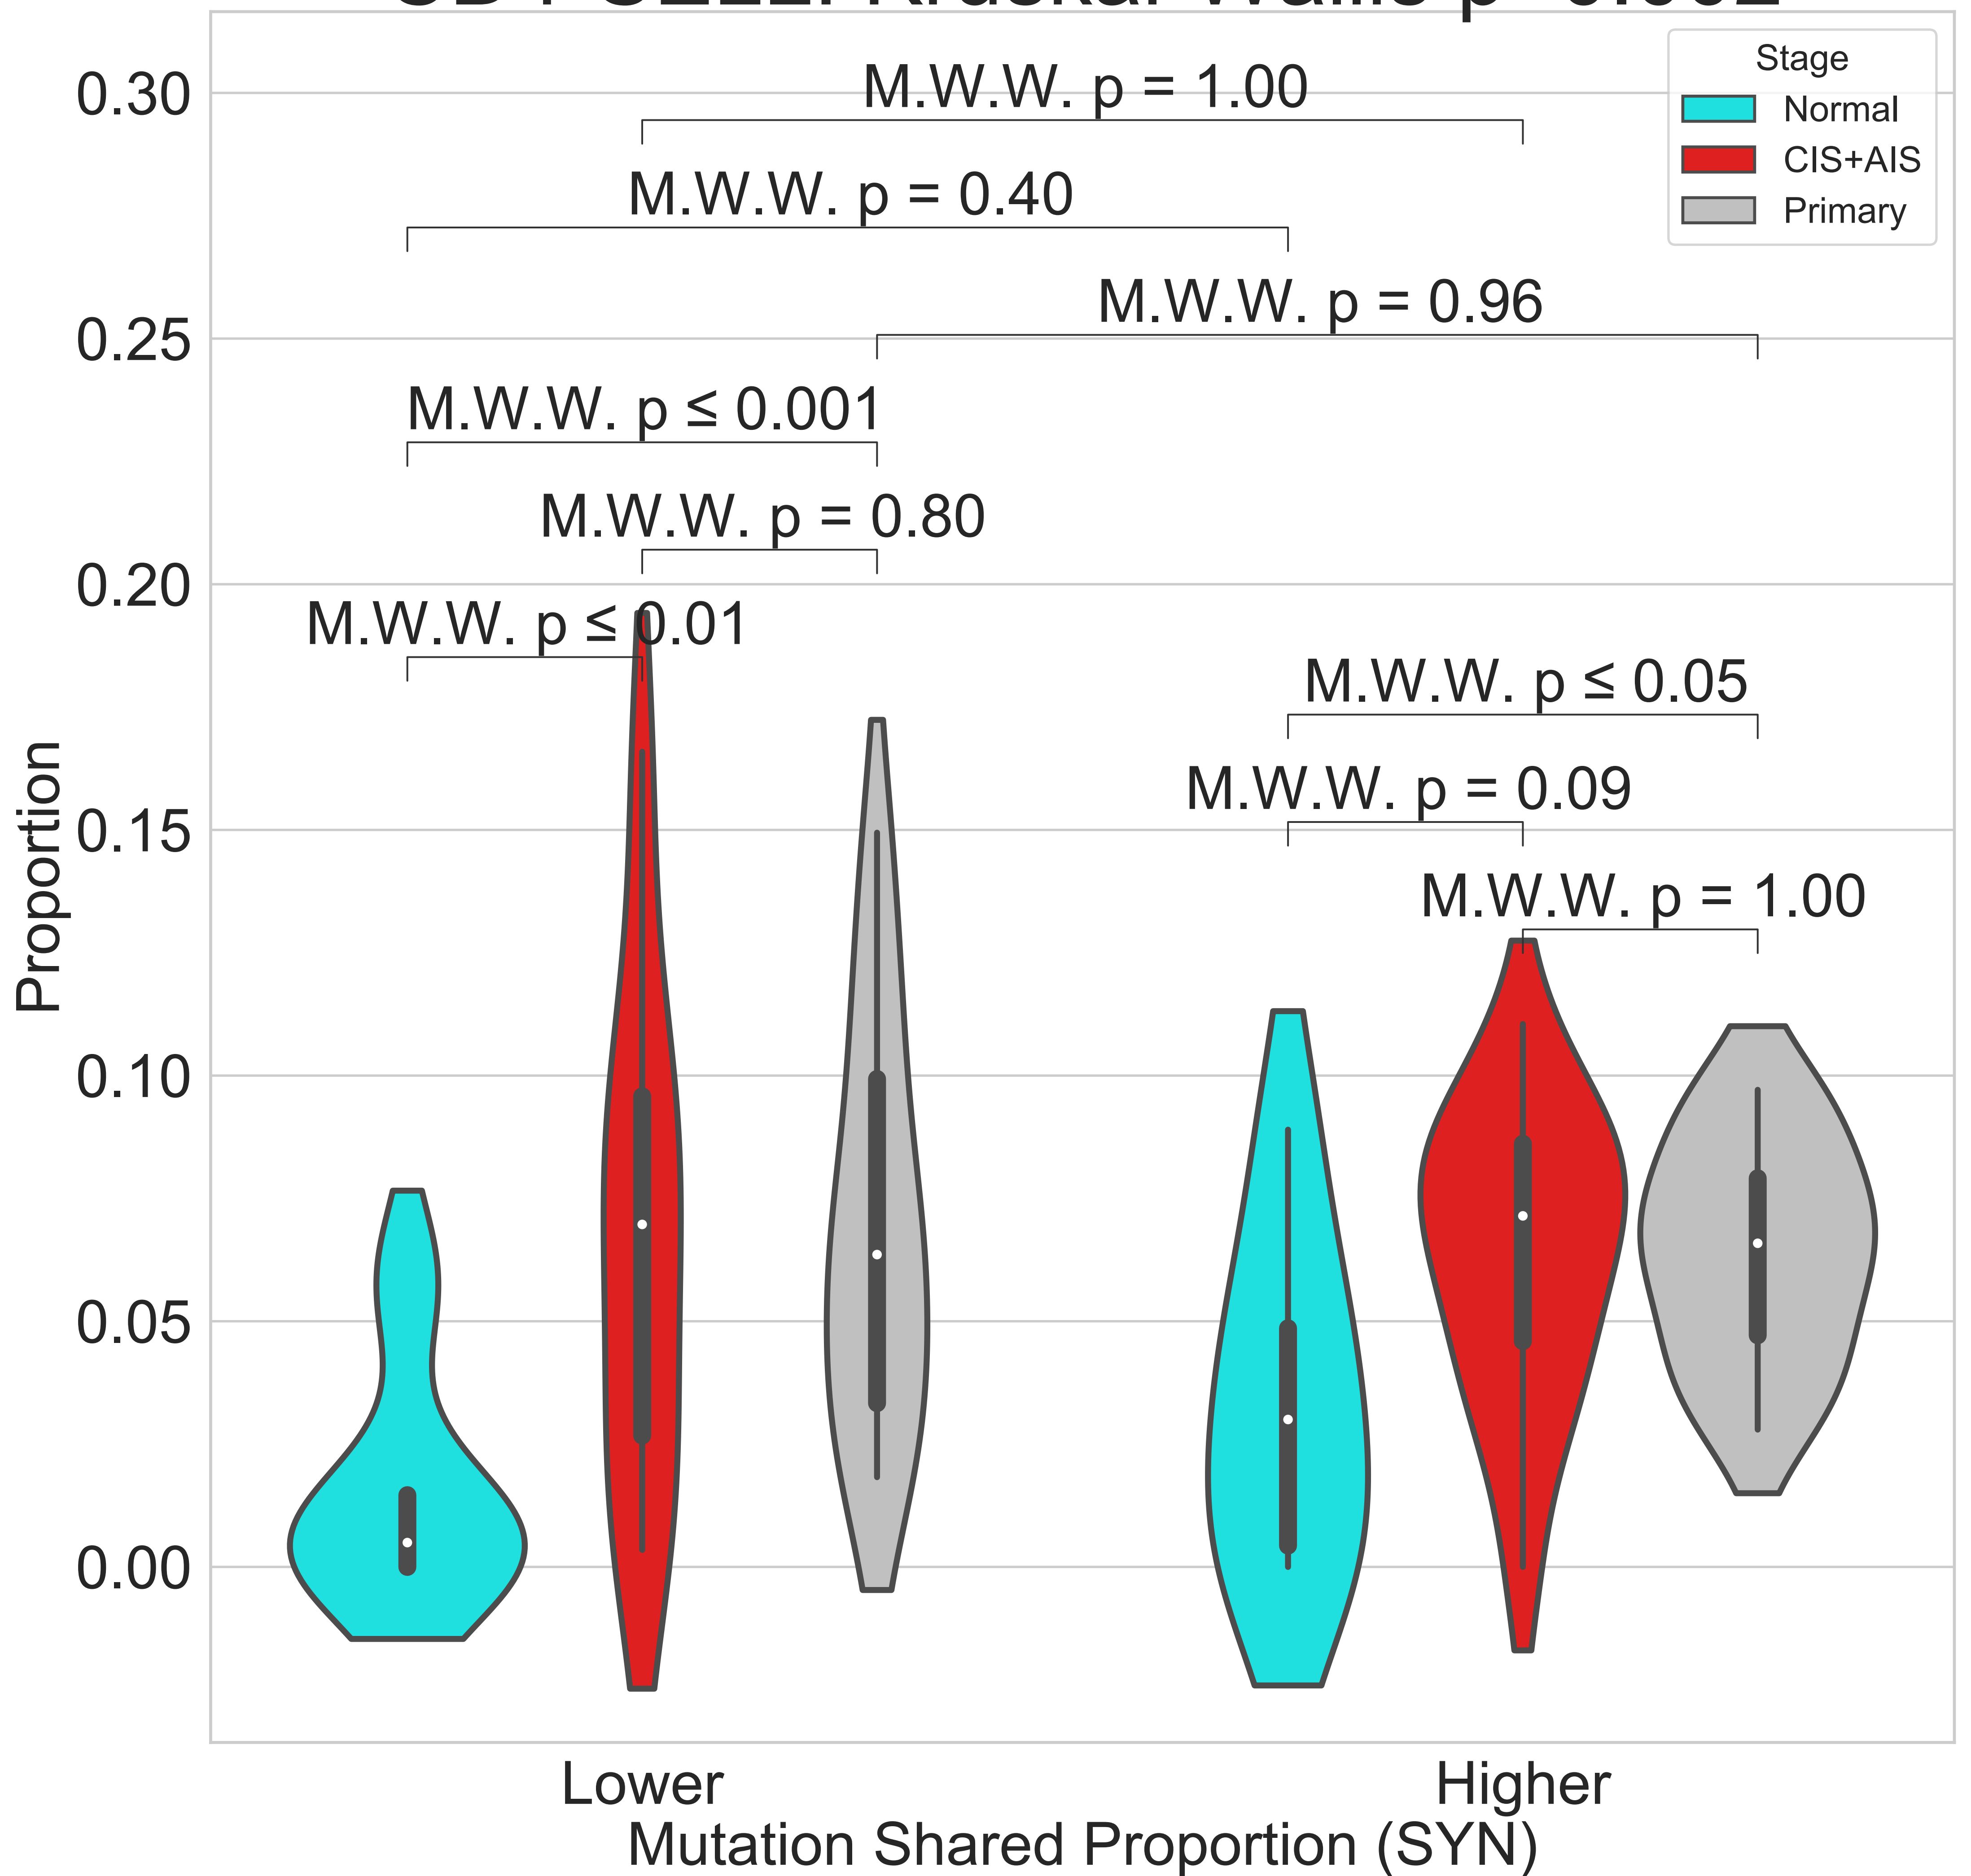 Stage
Normal
CIS+AIS
Primary
M.W.W. p = 1.00
M.W.W. p = 0.40
M.W.W. p = 0.96
M.W.W. p ≤ 0.001
M.W.W. p = 0.80
M.W.W. p ≤ 0.01
M.W.W. p ≤ 0.05
M.W.W. p = 0.09
M.W.W. p = 1.00
0.30
0.25
0.20
0.15
0.10
0.05
0.00
Proportion
Lower
Higher
Mutation Shared Proportion (SYN)